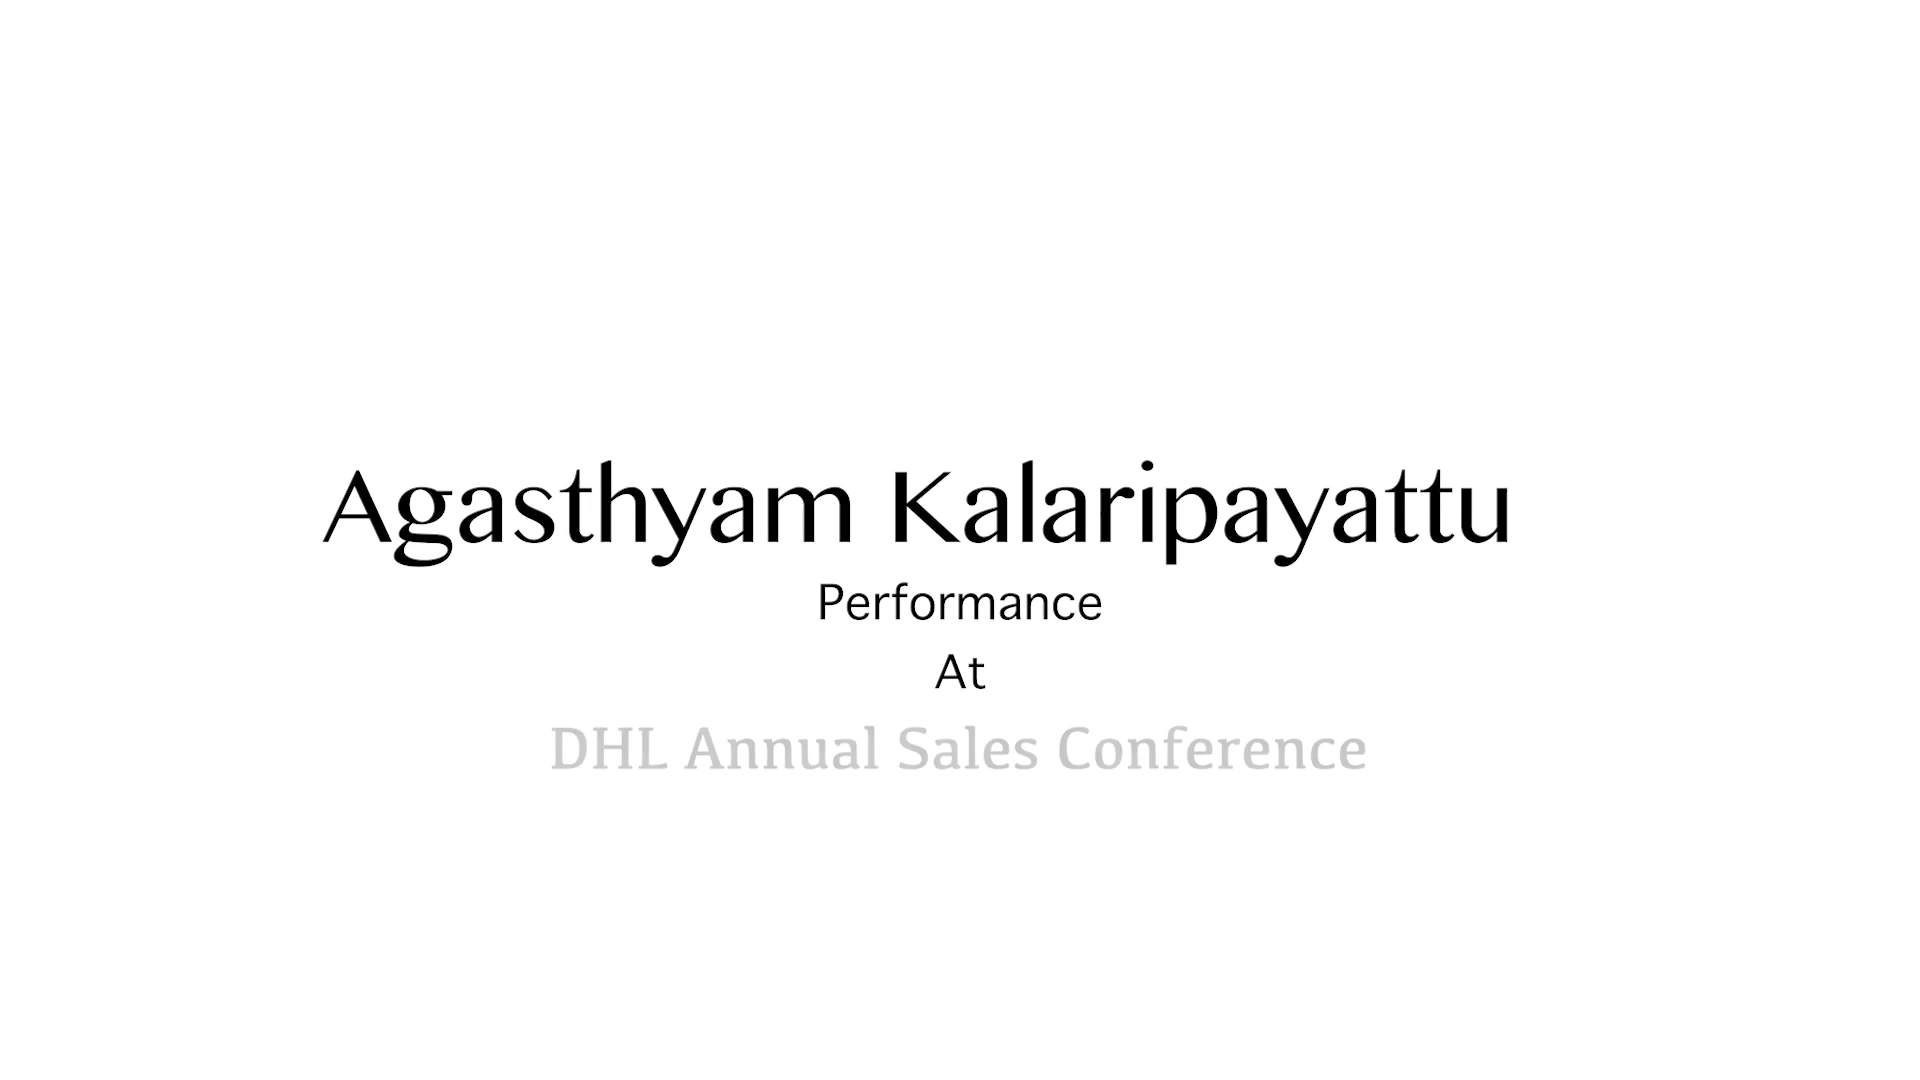 Agasthyam Kalaripayattu
Performance
At
DHL Annual Sales Conference